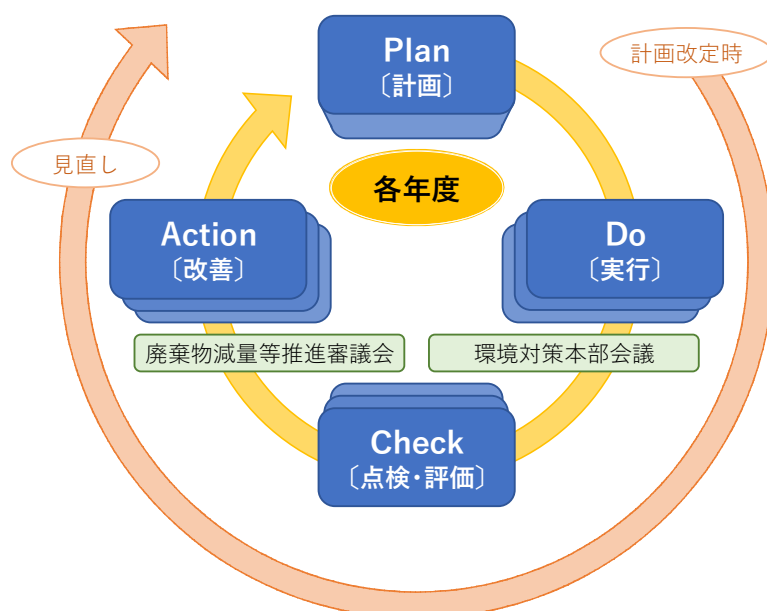 Plan
〔計画〕
計画改定時
見直し
各年度
Action
〔改善〕
Do
〔実行〕
廃棄物減量等推進審議会
環境対策本部会議
Check
〔点検・評価〕